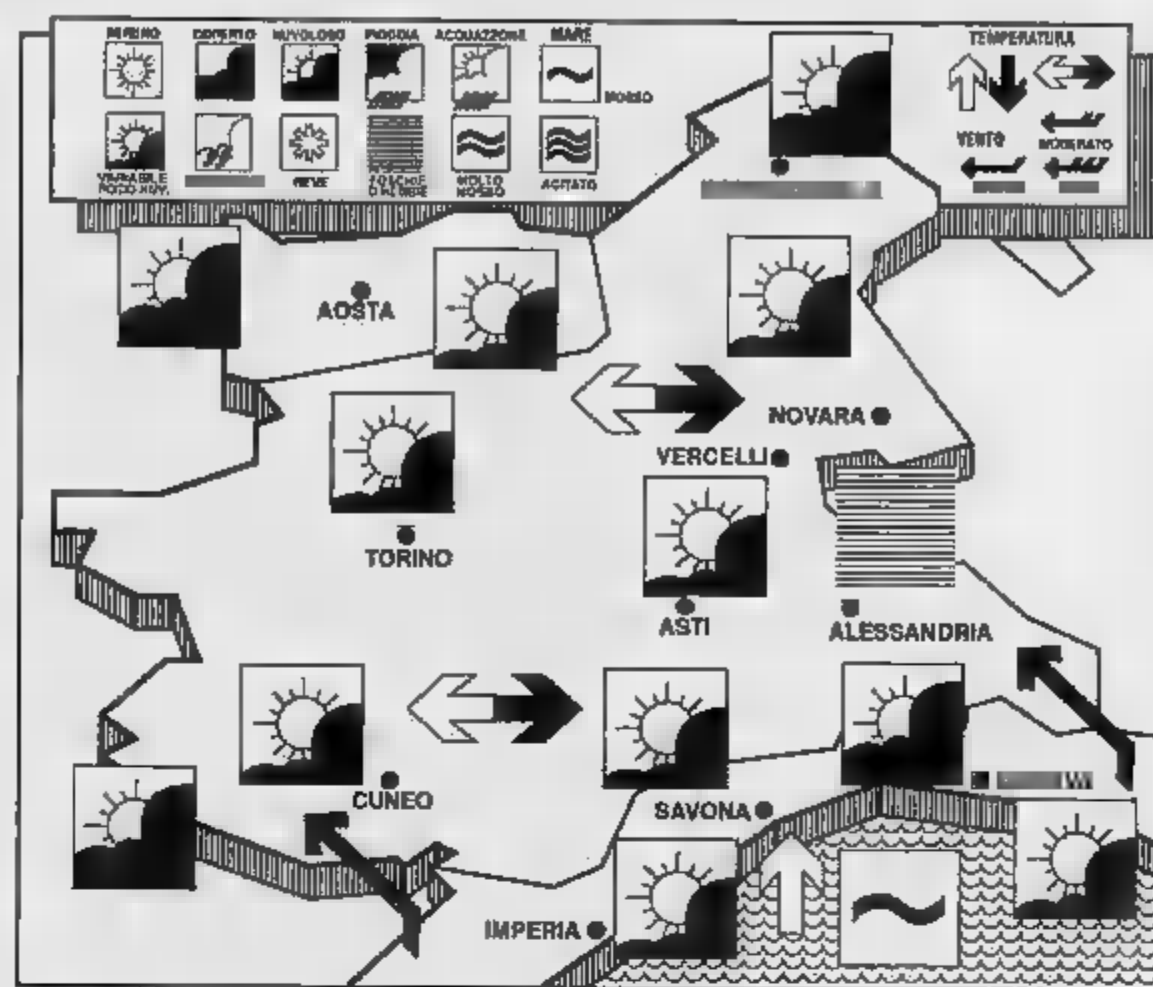 SERENO COPERTO NUVOLOSO PIOGGIA ACQUAZZONE MARE
MOSSO
VARIABILE
POCO NUV.
NEVE
FOSCHIE
MOLTO
MOSSO
AGITATO
TEMPERATURA
VENTO
MODERATO
AOSTA
NOVARA
VERCELLI
TORINO
ASTI
ALESSANDRIA
CUNEO
SAVONA
IMPERIA